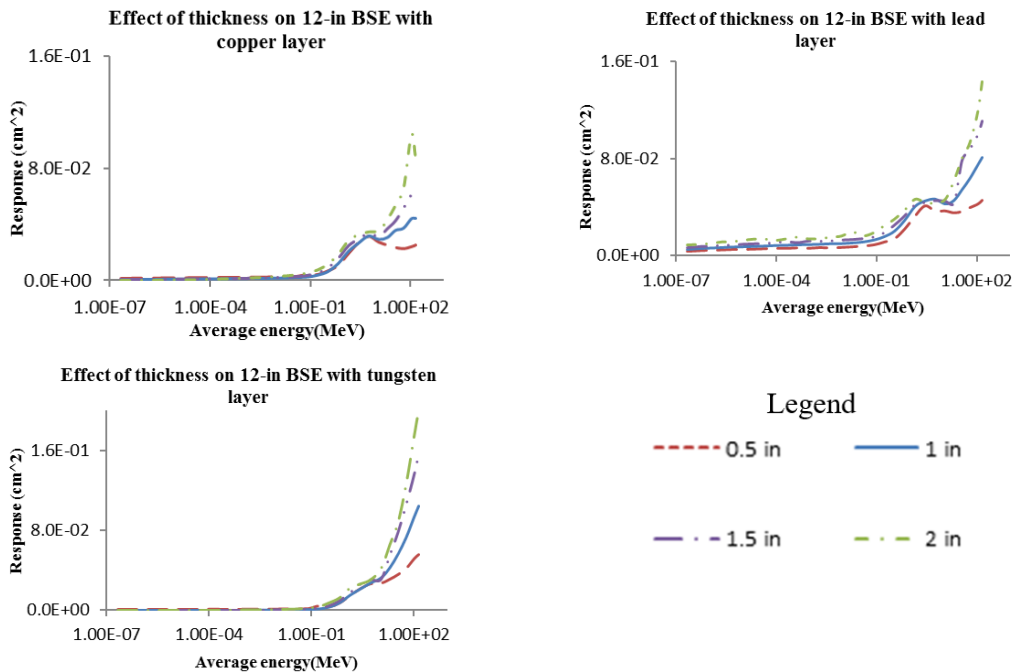 Effect of thickness on 12-in BSE with
copper layer
1.6E-01
8.0E-02
0.0E+00
Response (cm^2)
1.00E-07 1.00E-04 1.00E-01 1.00E+02
Average energy(MeV)
Effect of thickness on 12-in BSE with lead
layer
1.6E-01
8.0E-02
0.0E+00
Response (cm^2)
1.00E-07 1.00E-04 1.00E-01 1.00E+02
Average energy(MeV)
Effect of thickness on 12-in BSE with tungsten
layer
1.6E-01
8.0E-02
0.0E+00
Response (cm^2)
1.00E-07 1.00E-04 1.00E-01 1.00E+02
Average energy(MeV)
Legend
0.5 in 1 in
1.5 in 2 in